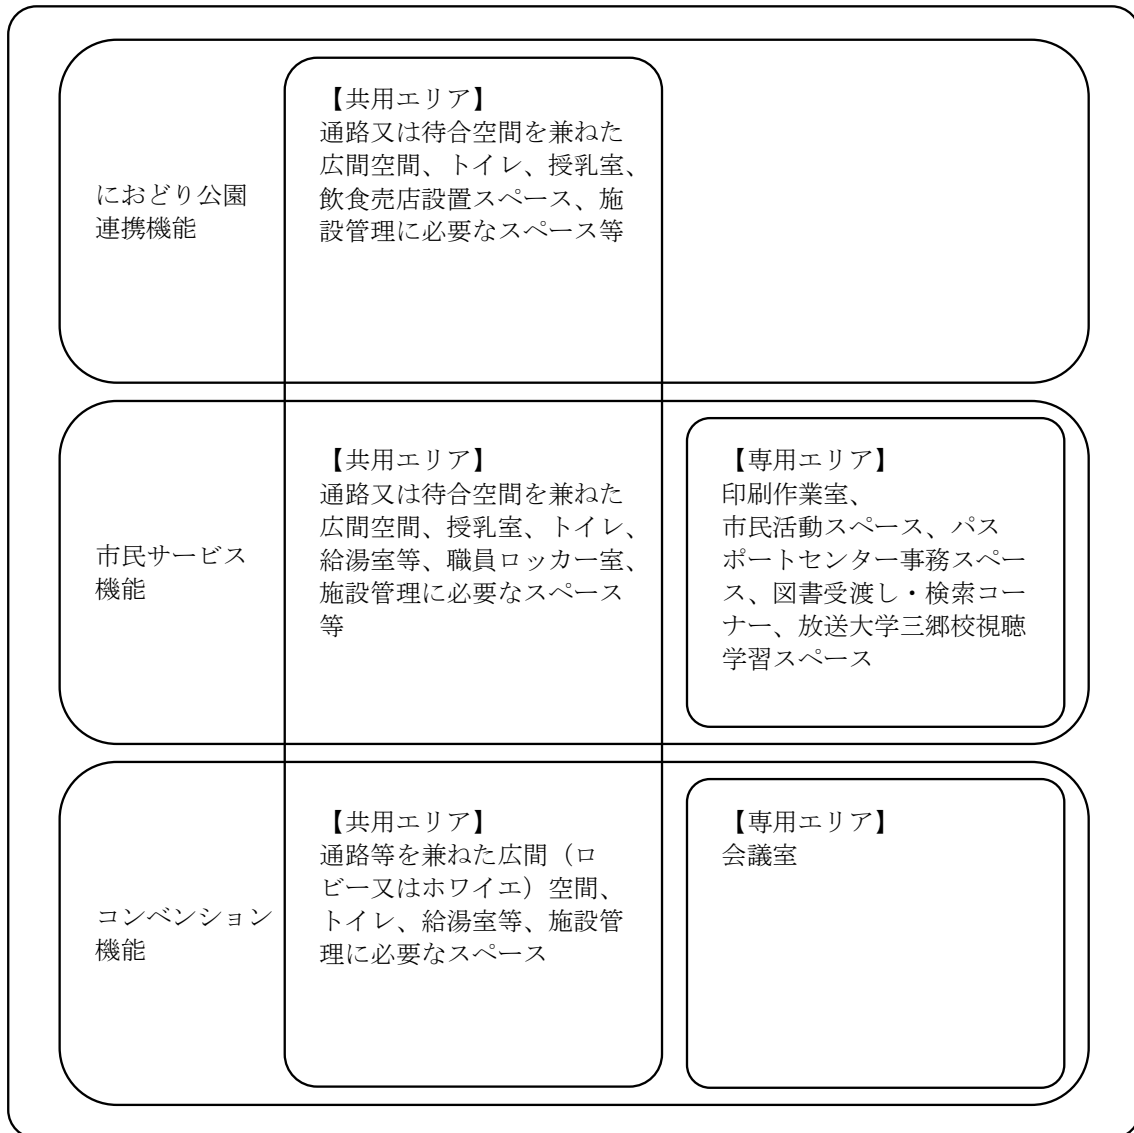 におどり公園
連携機能
【共用エリア】
通路又は待合空間を兼ねた
広間空間、トイレ、授乳室、
飲食売店設置スペース、施
設管理に必要なスペース等
市民サービス
機能
【共用エリア】
通路又は待合空間を兼ねた
広間空間、授乳室、トイレ、
給湯室等、職員ロッカー室、
施設管理に必要なスペース
等
【専用エリア】
印刷作業室、
市民活動スペース、パス
ポートセンター事務スペー
ス、図書受渡し・検索コー
ナー、放送大学三郷校視聴
学習スペース
コンベンション
機能
【共用エリア】
通路等を兼ねた広間（ロ
ビー又はホワイエ）空間、
トイレ、給湯室等、施設管
理に必要なスペース
【専用エリア】
会議室